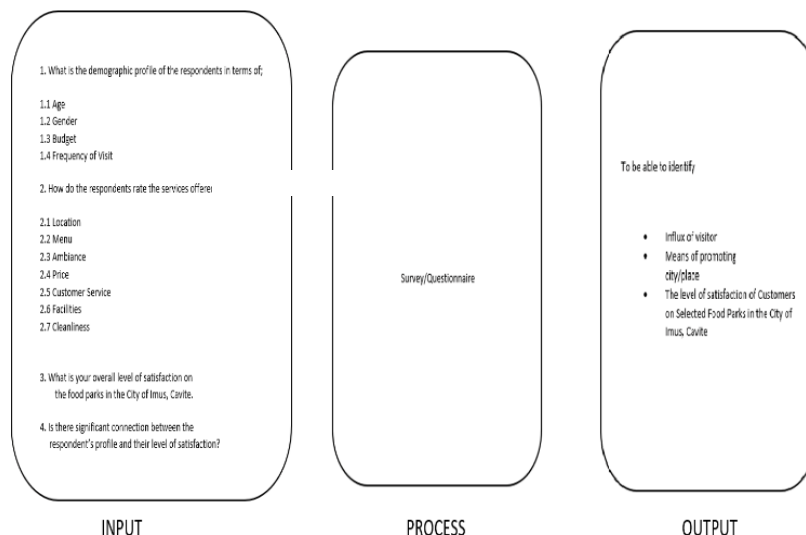 1. What is the demographic profile of the respondents in terms of;
1.1 Age
1.2 Gender
1.3 Budget
1.4 Frequency of Visit
2. How do the respondents rate the services offere
2.1 Location
2.2 Menu
2.3 Ambiance
2.4 Price
2.5 Customer Service
2.6 Facilities
2.7 Cleanliness
3. What is your overall level of satisfaction on
the food parks in the City of Imus, Cavite.
4. Is there significant connection between the
respondent's profile and their level of satisfaction?
INPUT
Survey/Questionnaire
PROCESS
To be able to identify
• Influx of visitor
• Means of promoting
city/place
• The level of satisfaction of Customers
on Selected Food Parks in the City of
Imus, Cavite
OUTPUT